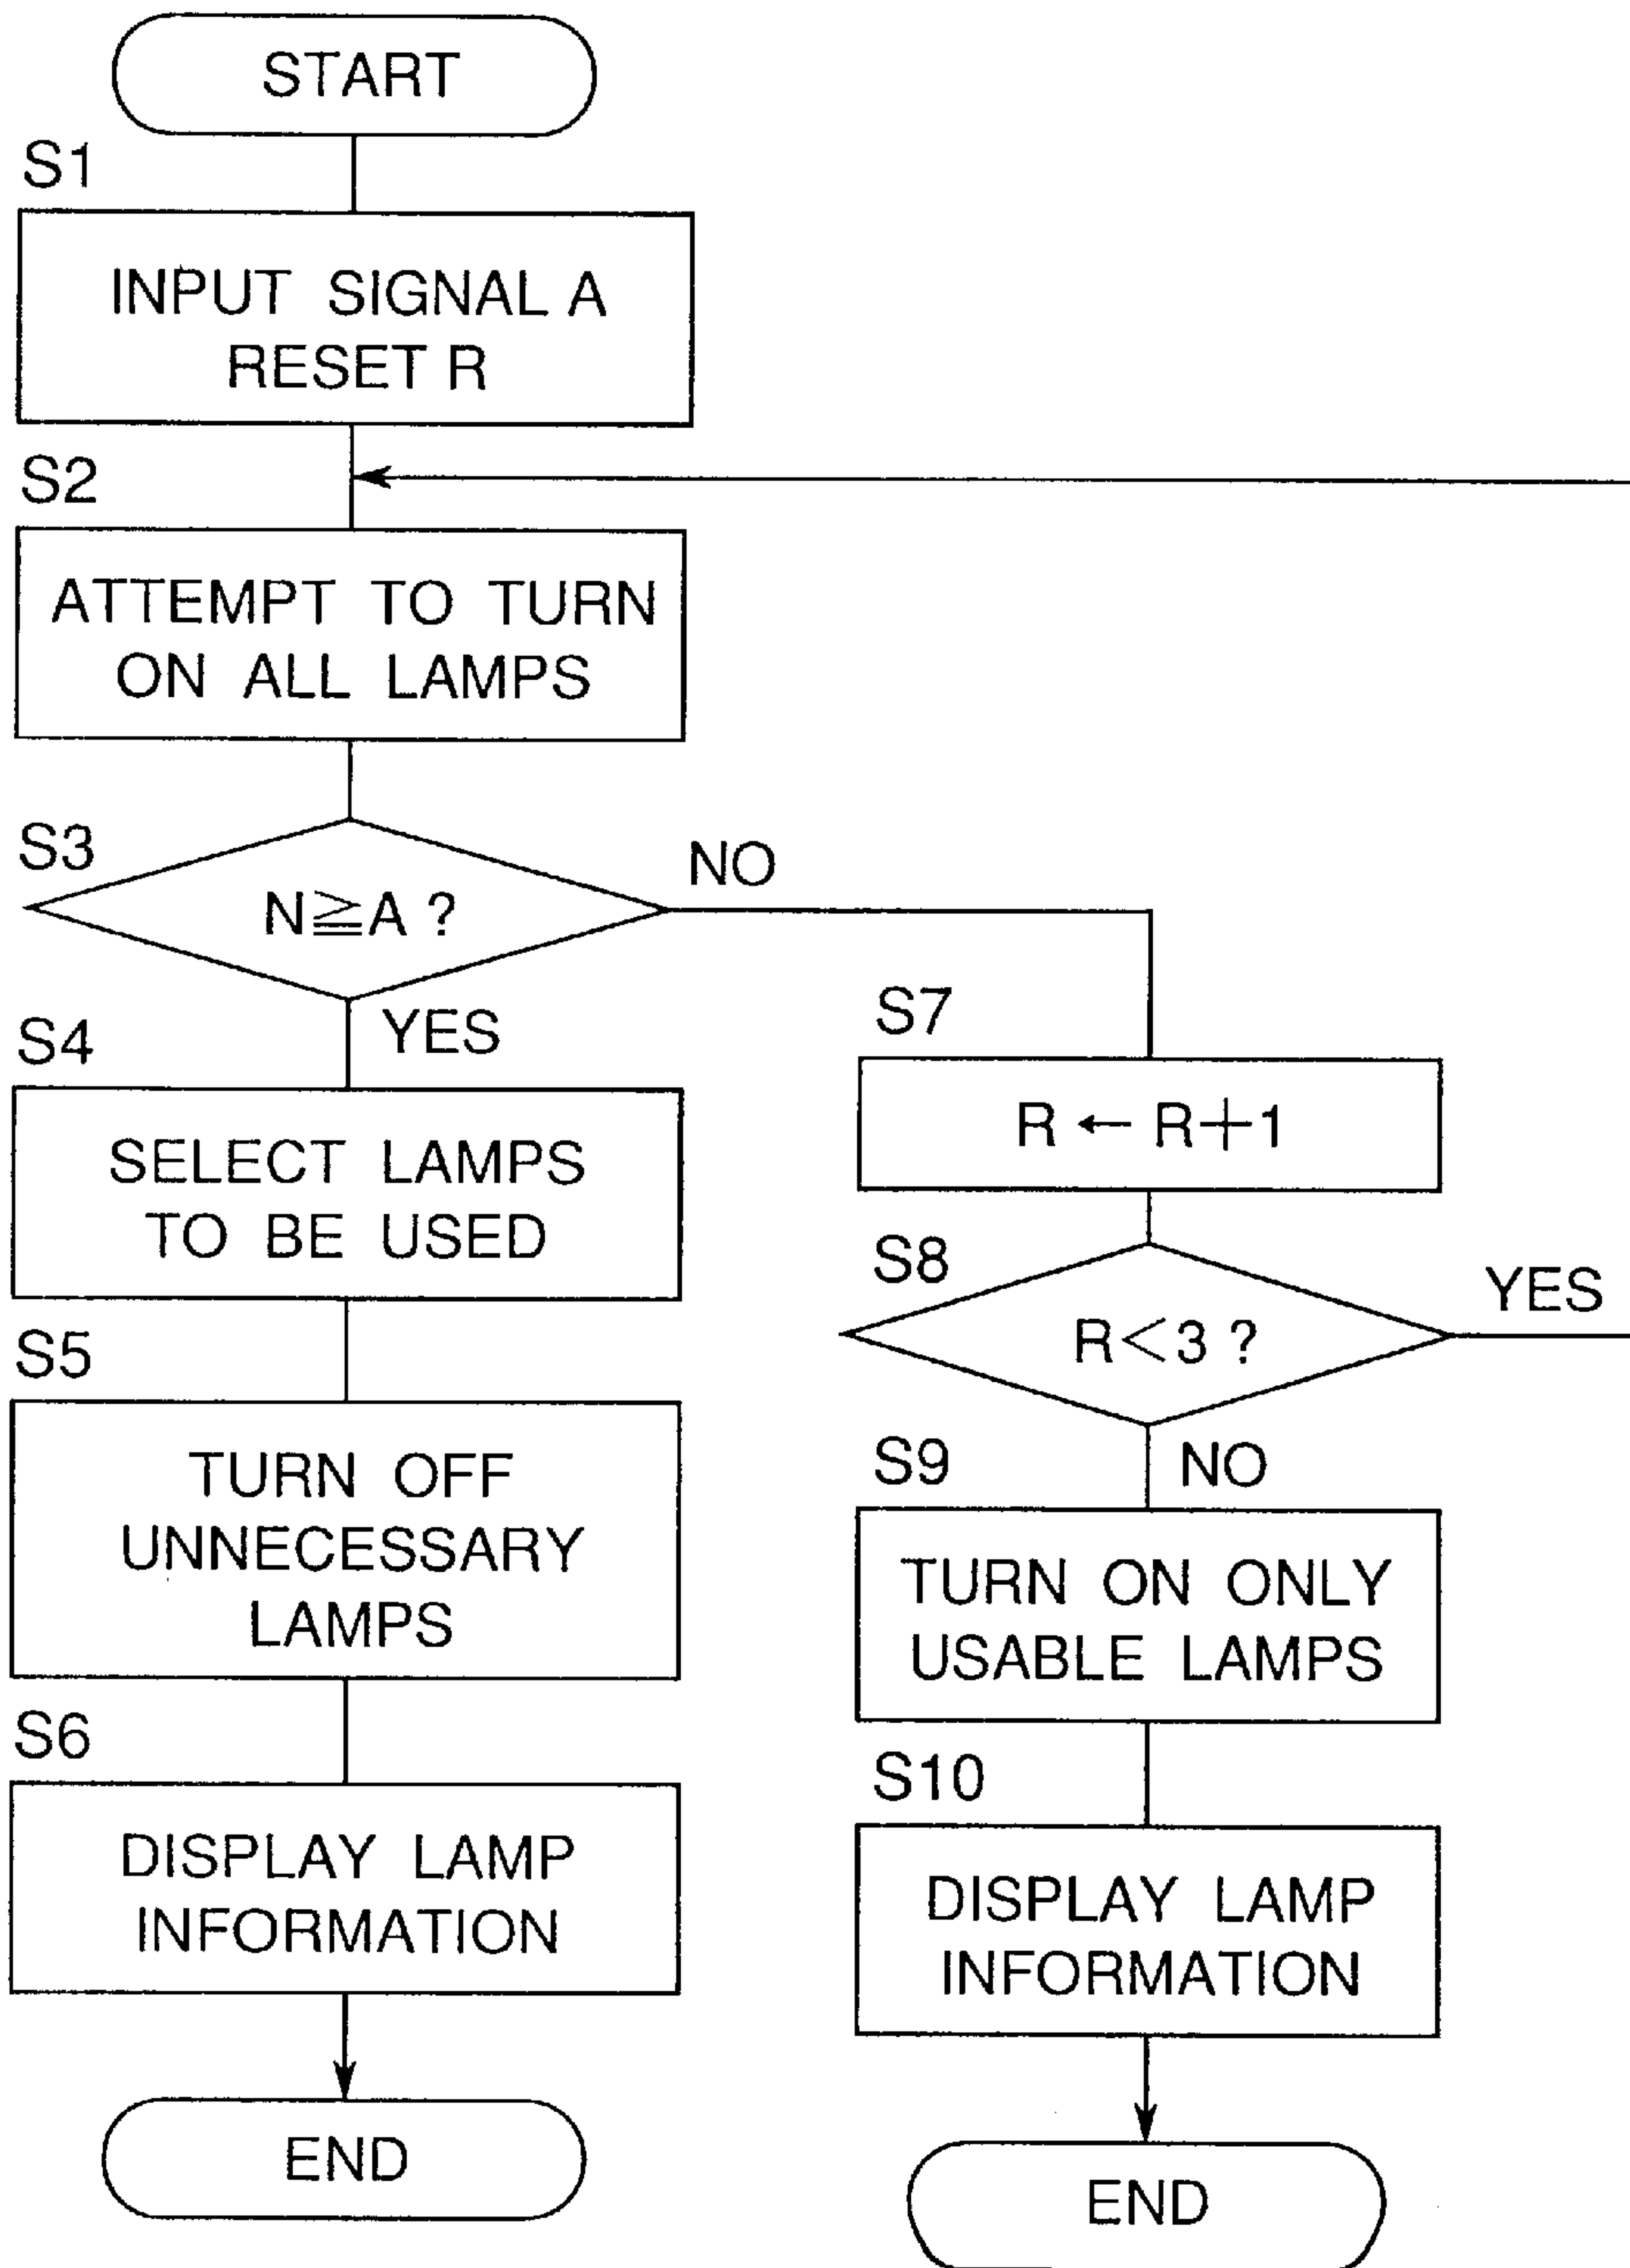 START
S1
INPUT SIGNAL A
RESET R
S2
ATTEMPT TO TURN
ON ALL LAMPS
S3
N≧A ?
NO
YES
S4
SELECT LAMPS
TO BE USED
S5
TURN OFF
UNNECESSARY
LAMPS
S6
DISPLAY LAMP
INFORMATION
END
S7
R ← R+1
S8
R<3 ?
YES
NO
S9
TURN ON ONLY
USABLE LAMPS
S10
DISPLAY LAMP
INFORMATION
END